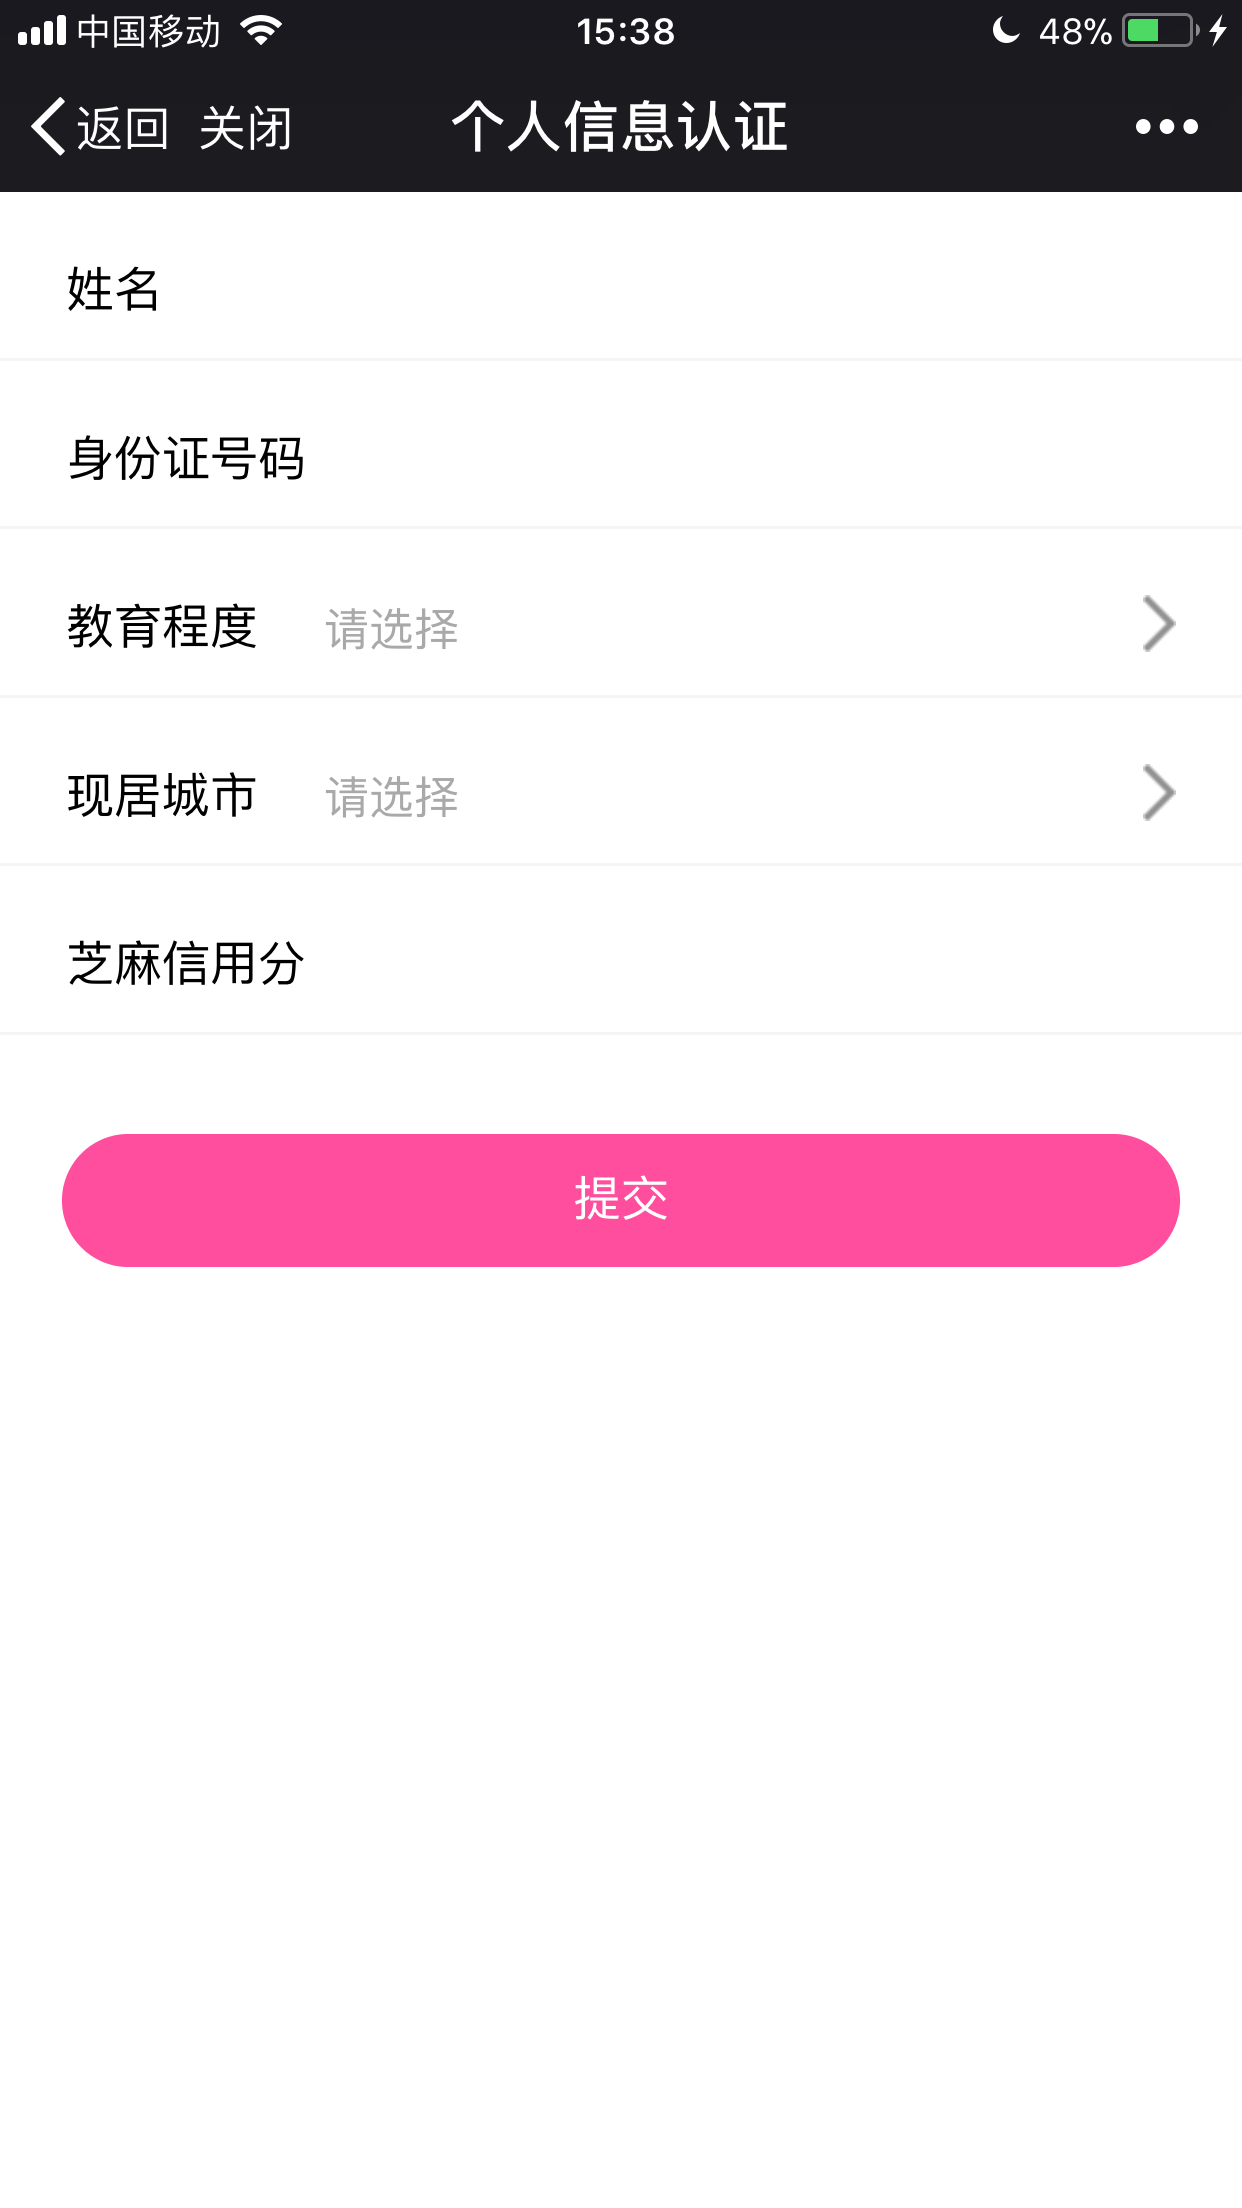 中国移动 15:38 48%
返回 关闭 个人信息认证
姓名
身份证号码
教育程度 请选择
现居城市 请选择
芝麻信用分
提交